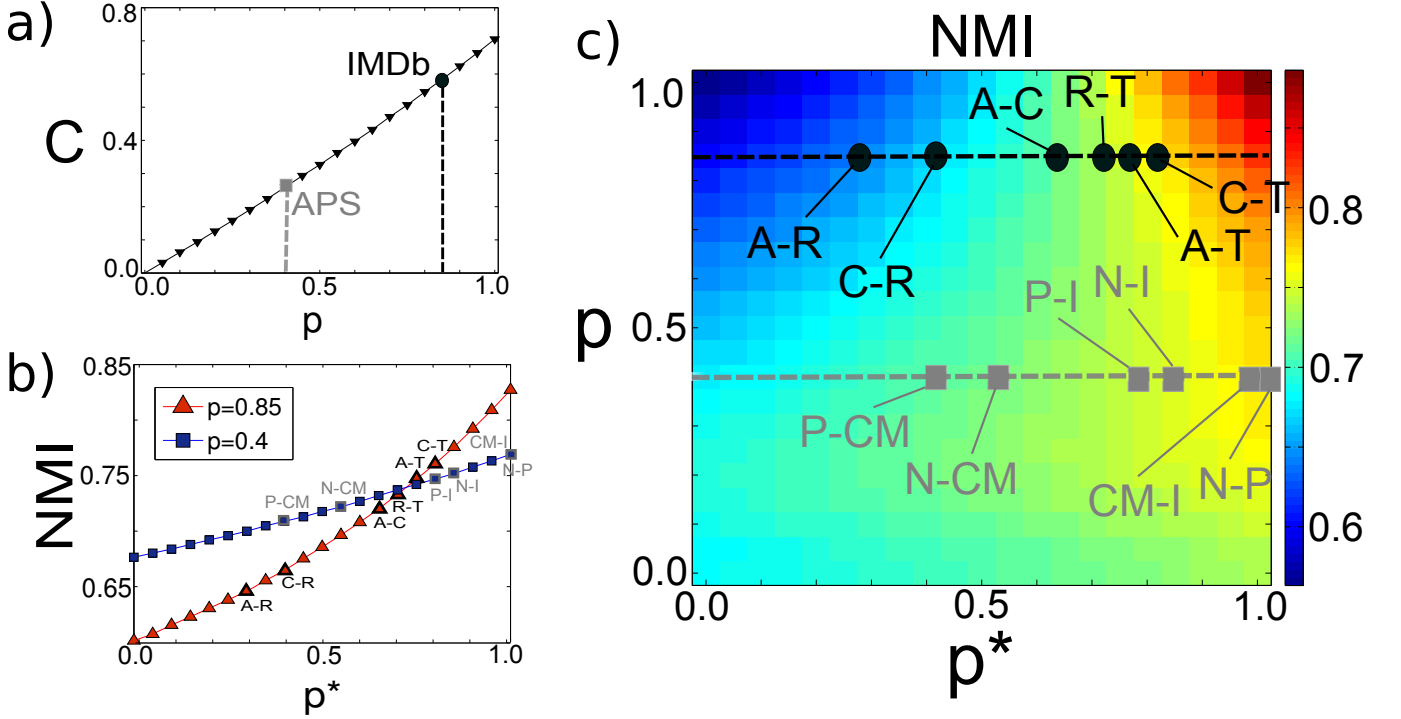 a)
0.8
0.4
0.0
C
IMDb
APS
0.0
0.5
1.0
p
b)
0.85
0.75
0.65
NMI
p=0.85
p=0.4
P-CM
N-CM
C-T
CM-I
A-T
N-P
P-I
N-I
R-T
A-C
C-R
A-R
0.0
0.5
1.0
p*
c)
NMI
1.0
0.5
0.0
p
A-C
R-T
A-R
C-R
C-T
A-T
P-I
N-I
P-CM
N-CM
CM-I
N-P
0.0
0.5
1.0
p*
0.8
0.7
0.6